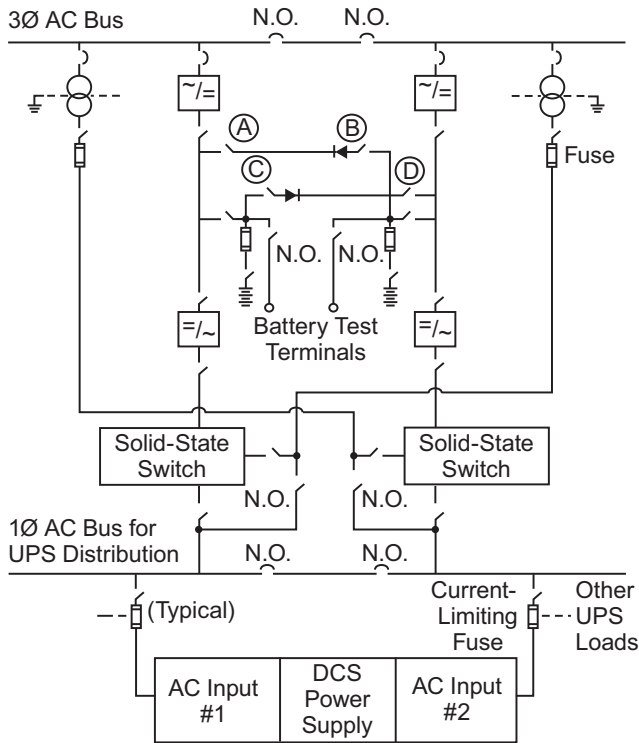 N.O.
N.O.
3Ø AC Bus
~/=
~/=
A
B
Fuse
C
D
N.O.
N.O.
=/~
Battery Test
Terminals
=/~
Solid-State
Switch
Solid-State
Switch
N.O.
N.O.
1Ø AC Bus for
UPS Distribution
N.O.
N.O.
(Typical)
Current-
Limiting
Fuse
Other
UPS
Loads
AC Input
#1
DCS
Power
Supply
AC Input
#2